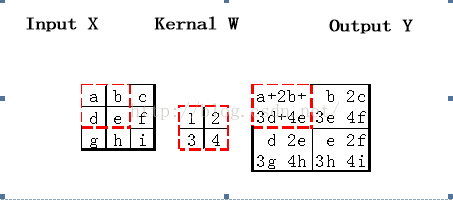 Input X Kernal W Output Y
a b c
d e f
g h i
1 2
3 4
a+2b+ b 2c
3d+4e 3e 4f
d 2e e 2f
3g 4h 3h 4i